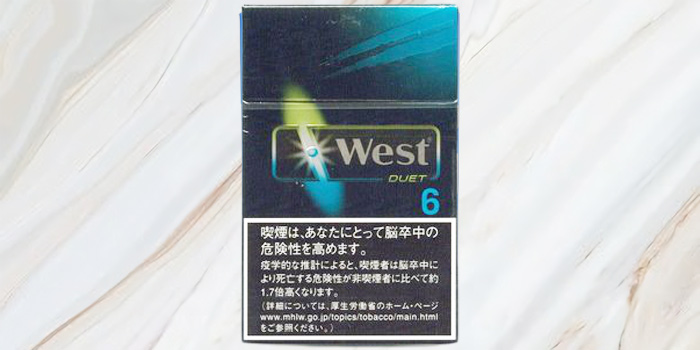 West®
DUET
6
喫煙は、あなたにとって脳卒中の
危険性を高めます。
疫学的な推計によると、喫煙者は脳卒中に
より死亡する危険性が非喫煙者に比べて約
1.7倍高くなります。
(詳細については、厚生労働省のホーム・ページ
www.mhlw.go.jp/topics/tobacco/main.html
をご参照ください。)